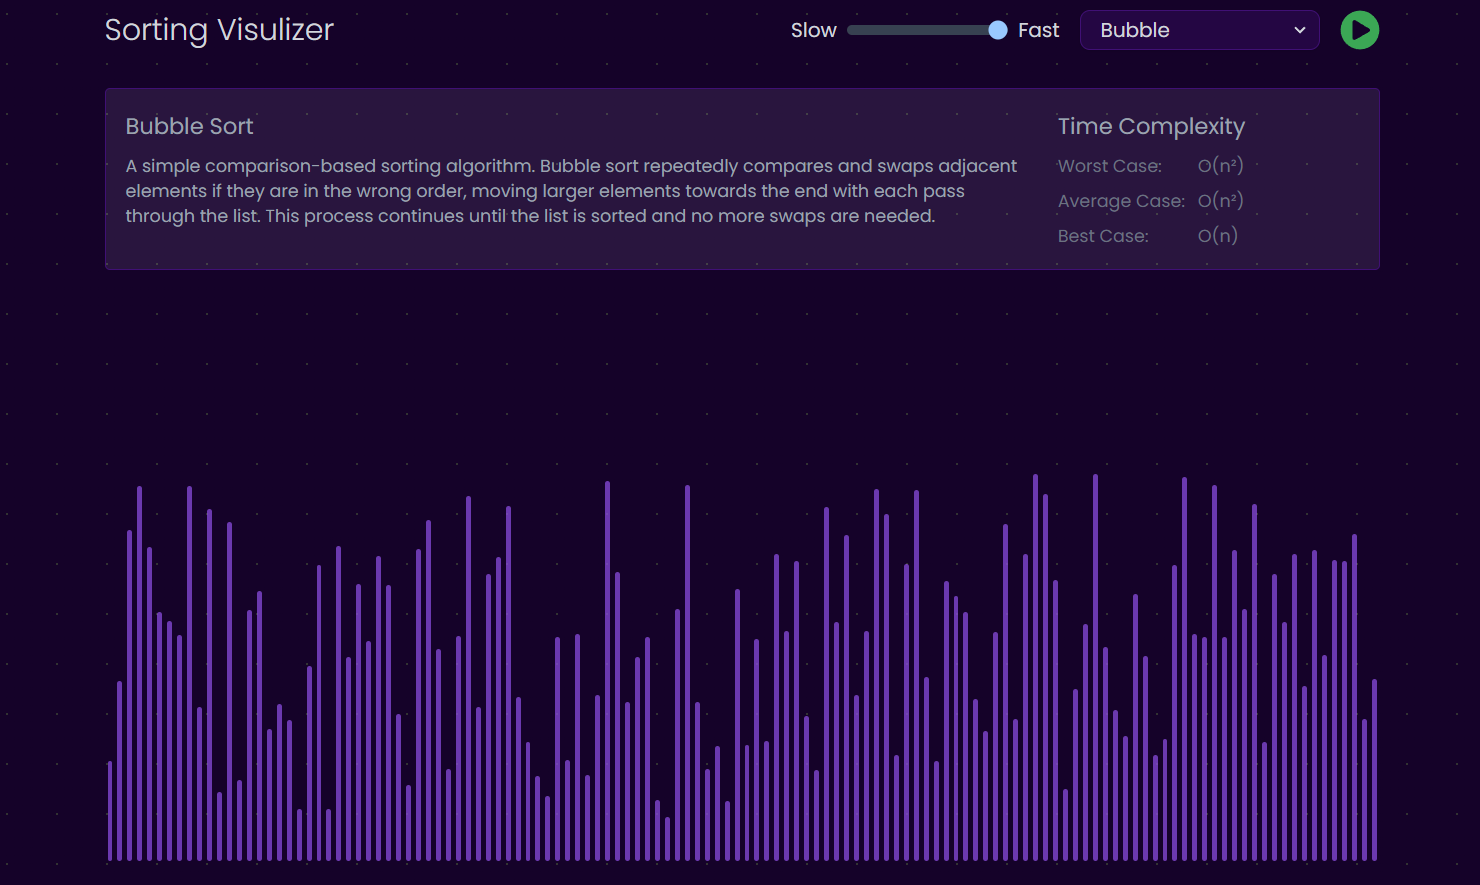 Sorting Visulizer
Slow
Fast
Bubble
Bubble Sort
A simple comparison-based sorting algorithm. Bubble sort repeatedly compares and swaps adjacent
elements if they are in the wrong order, moving larger elements towards the end with each pass
through the list. This process continues until the list is sorted and no more swaps are needed.
Time Complexity
Worst Case: O(n²)
Average Case: O(n²)
Best Case: O(n)